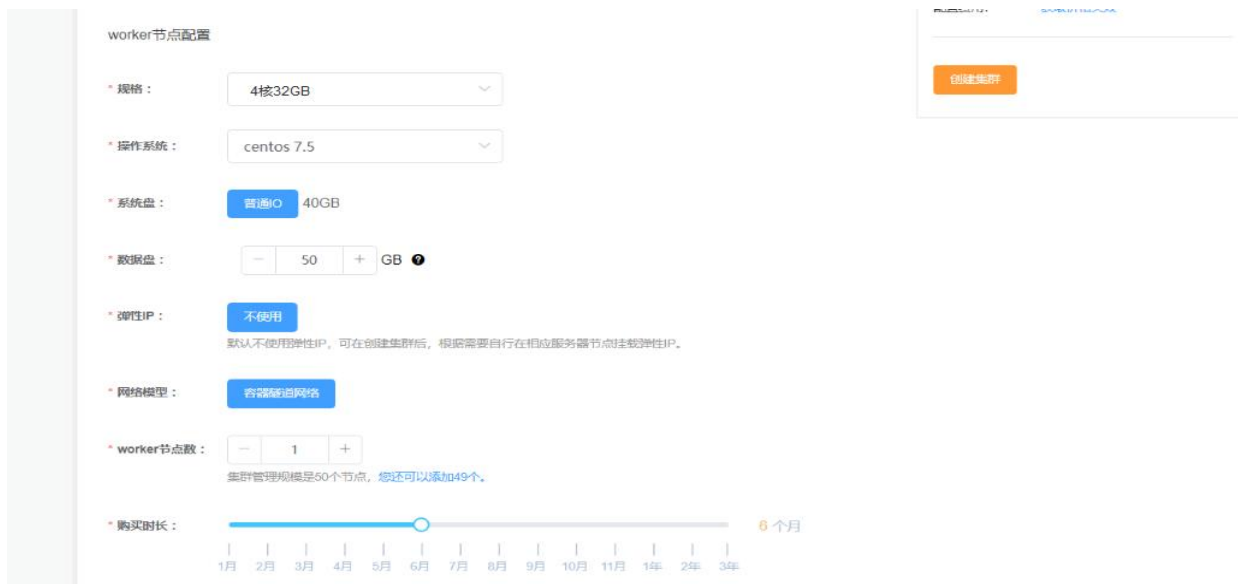 worker节点配置
* 规格：
4核32GB
* 操作系统：
centos 7.5
* 系统盘：
普通IO 40GB
* 数据盘：
− 50 + GB ?
* 弹性IP：
不使用
默认不使用弹性IP，可在创建集群后，根据需要自行在相应服务器节点挂载弹性IP。
* 网络模型：
容器隧道网络
* worker节点数：
− 1 +
集群管理规模是50个节点，您还可以添加49个。
* 购买时长：
6 个月
1月 2月 3月 4月 5月 6月 7月 8月 9月 10月 11月 1年 2年 3年
创建集群